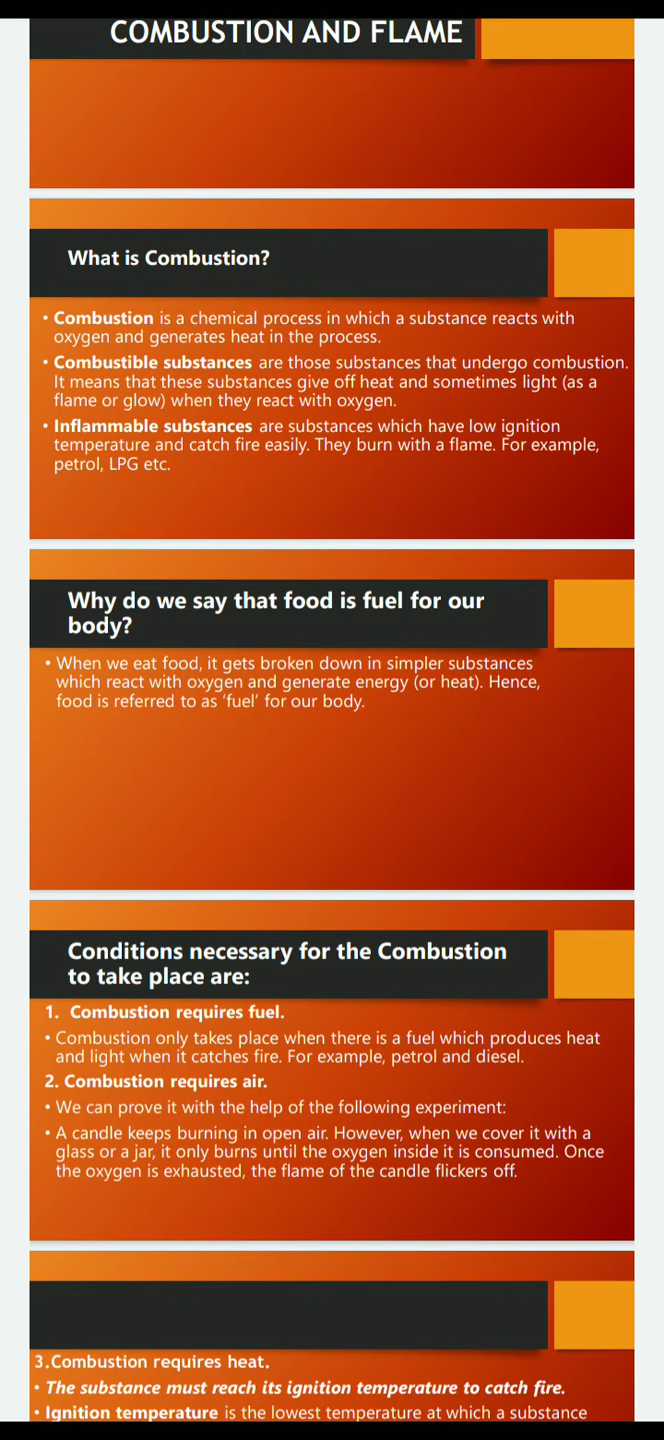 COMBUSTION AND FLAME
What is Combustion?
• Combustion is a chemical process in which a substance reacts with
oxygen and generates heat in the process.
• Combustible substances are those substances that undergo combustion.
It means that these substances give off heat and sometimes light (as a
flame or glow) when they react with oxygen.
• Inflammable substances are substances which have low ignition
temperature and catch fire easily. They burn with a flame. For example,
petrol, LPG etc.
Why do we say that food is fuel for our
body?
• When we eat food, it gets broken down in simpler substances
which react with oxygen and generate energy (or heat). Hence,
food is referred to as ‘fuel’ for our body.
Conditions necessary for the Combustion
to take place are:
1. Combustion requires fuel.
• Combustion only takes place when there is a fuel which produces heat
and light when it catches fire. For example, petrol and diesel.
2. Combustion requires air.
• We can prove it with the help of the following experiment:
• A candle keeps burning in open air. However, when we cover it with a
glass or a jar, it only burns until the oxygen inside it is consumed. Once
the oxygen is exhausted, the flame of the candle flickers off.
3.Combustion requires heat.
• The substance must reach its ignition temperature to catch fire.
• Ignition temperature is the lowest temperature at which a substance